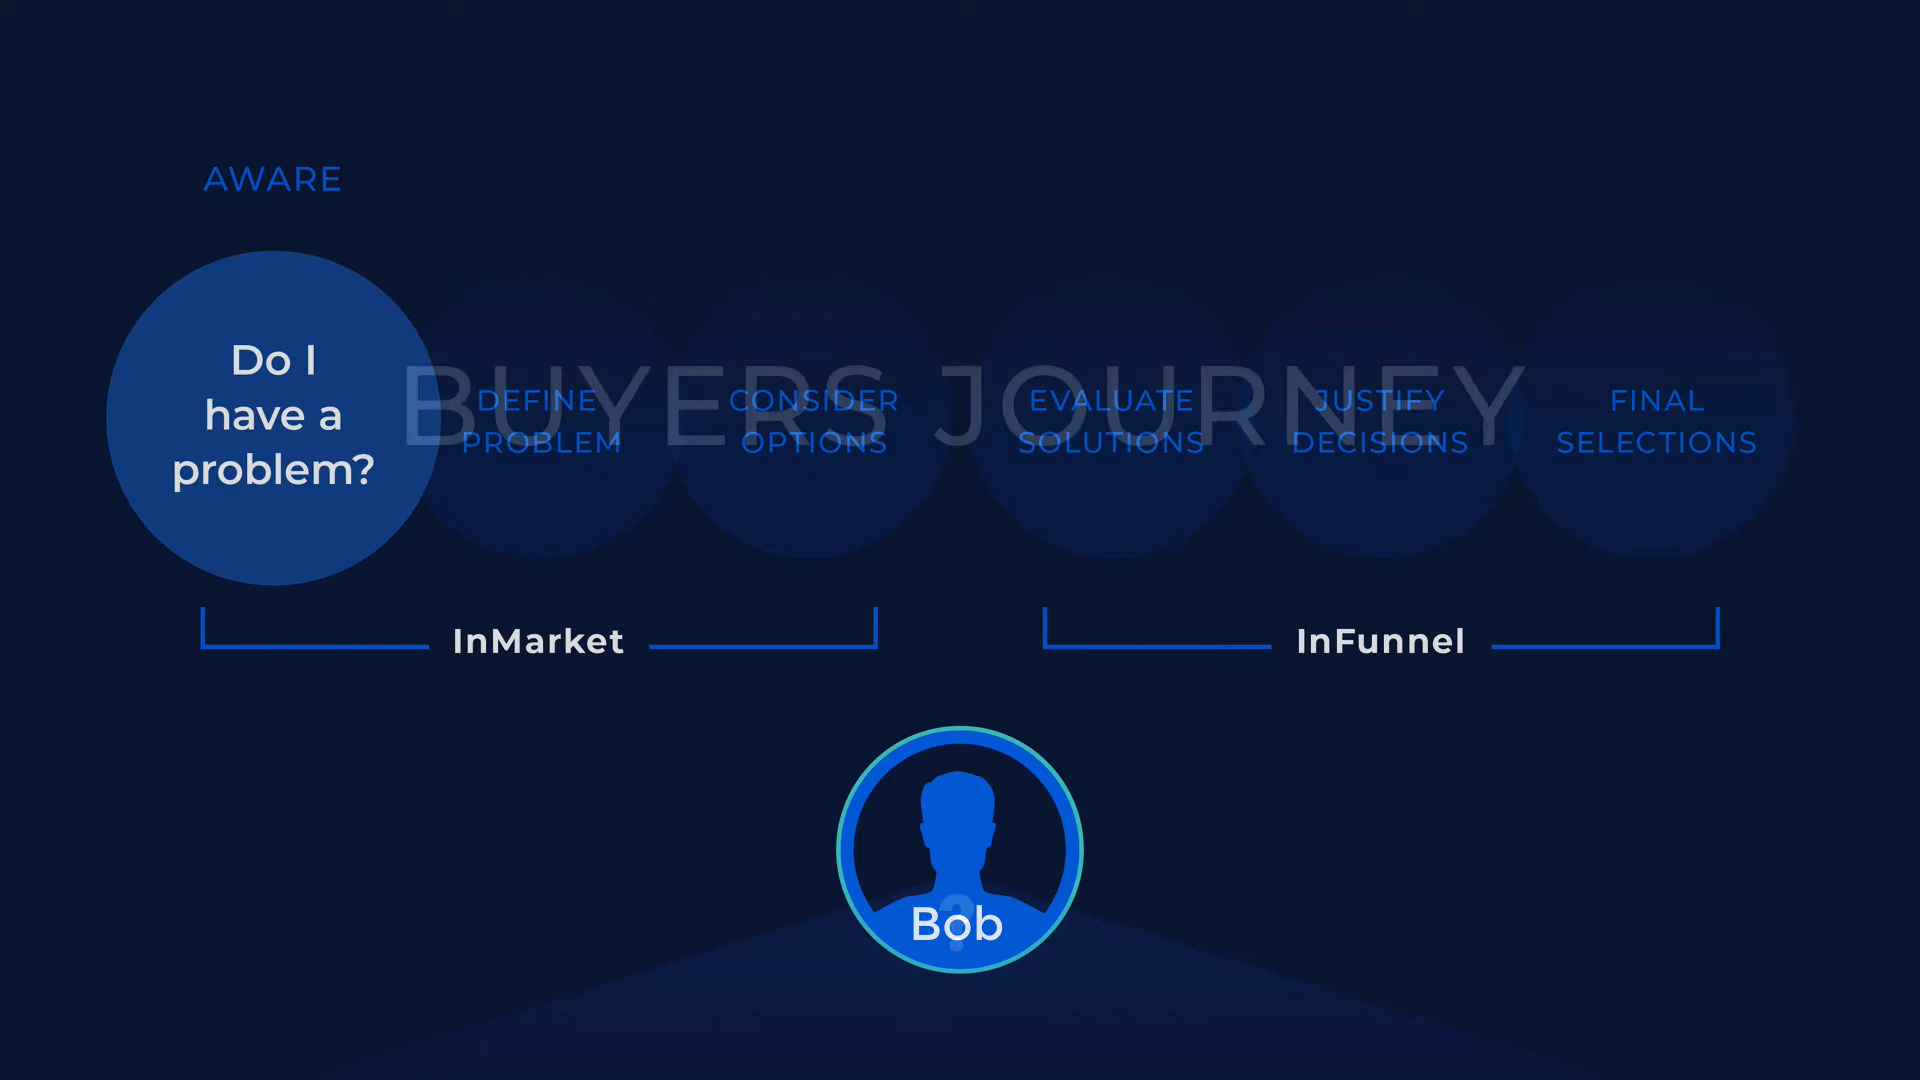 AWARE
Do I
have a
problem?
BUYERS JOURNEY
DEFINE
PROBLEM
CONSIDER
OPTIONS
EVALUATE
SOLUTIONS
JUSTIFY
DECISIONS
FINAL
SELECTIONS
InMarket
InFunnel
?
Bob